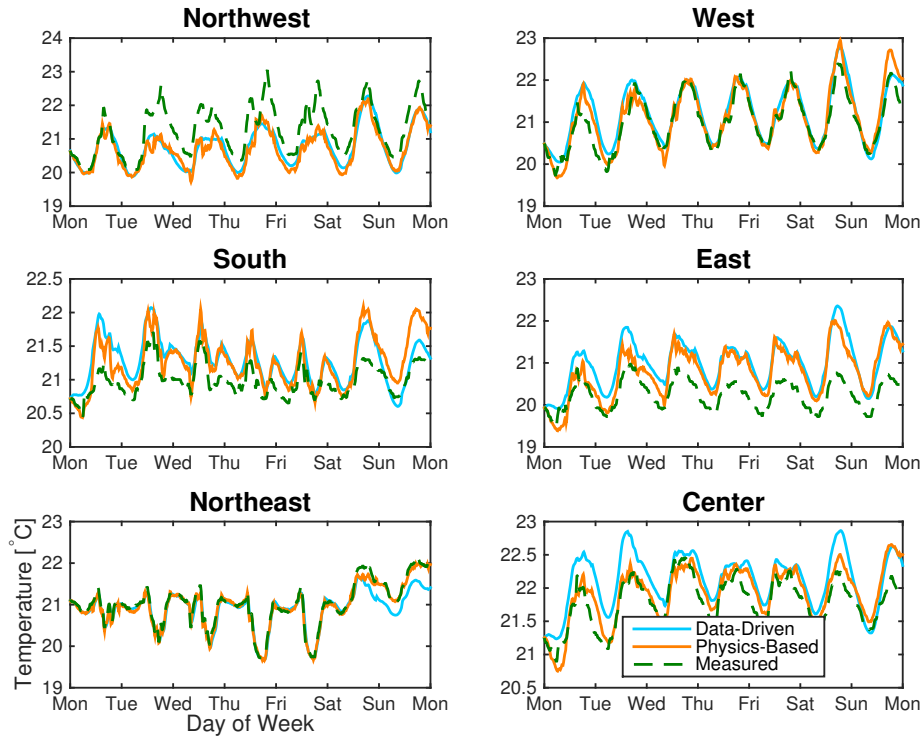 Northwest
24
23
22
21
20
19
Mon Tue Wed Thu Fri Sat Sun Mon
West
23
22
21
20
19
Mon Tue Wed Thu Fri Sat Sun Mon
South
22.5
22
21.5
21
20.5
20
Mon Tue Wed Thu Fri Sat Sun Mon
East
23
22
21
20
19
Mon Tue Wed Thu Fri Sat Sun Mon
Northeast
Temperature [°C]
23
22
21
20
19
Mon Tue Wed Thu Fri Sat Sun Mon
Day of Week
Center
23
22.5
22
21.5
21
20.5
Mon Tue Wed Thu Fri Sat Sun Mon
Data-Driven
Physics-Based
Measured